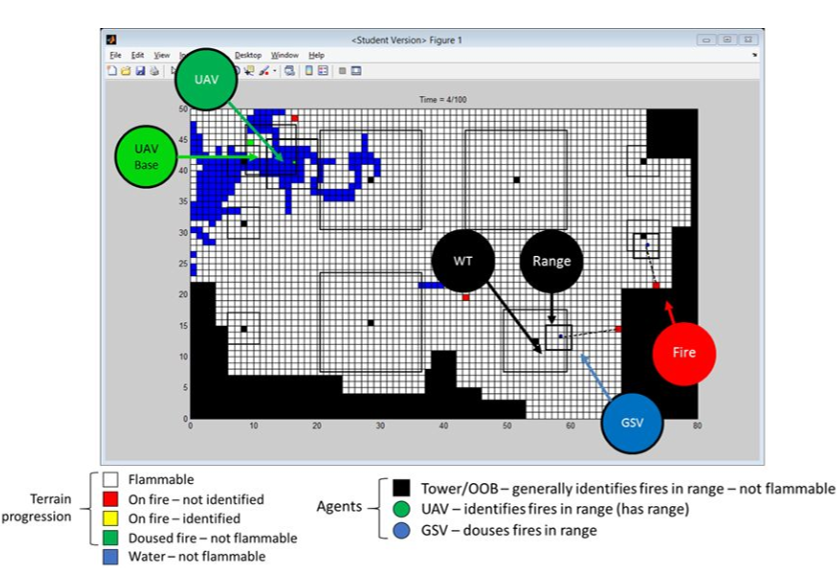 <Student Version> Figure 1
File Edit View In Desktop Window Help
UAV
Time = 4/100
UAV
Base
50
45
40
35
30
25
20
15
10
5
0
0 10 20 30 40 50 60 70 80
WT
Range
Fire
GSV
Terrain
progression
Flammable
On fire – not identified
On fire – identified
Doused fire – not flammable
Water – not flammable
Agents
Tower/OOB – generally identifies fires in range – not flammable
UAV – identifies fires in range (has range)
GSV – douses fires in range